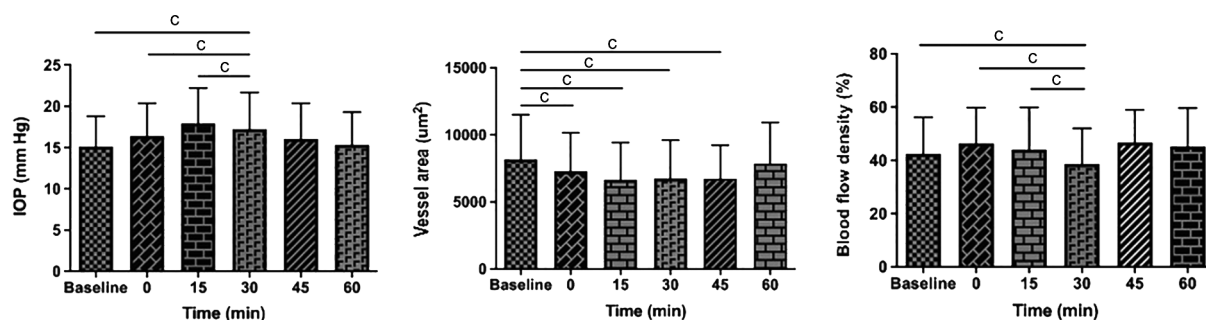 C
C
C
25
20
15
10
5
0
IOP (mm Hg)
Baseline 0 15 30 45 60
Time (min)
C
C
C
C
15000
10000
5000
0
Vessel area (um²)
Baseline 0 15 30 45 60
Time (min)
C
C
C
80
60
40
20
0
Blood flow density (%)
Baseline 0 15 30 45 60
Time (min)